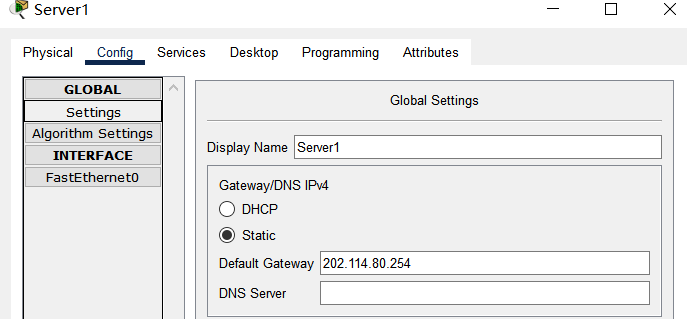 Server1
Physical Config Services Desktop Programming Attributes
GLOBAL
Settings
Algorithm Settings
INTERFACE
FastEthernet0
Global Settings
Display Name Server1
Gateway/DNS IPv4
DHCP
Static
Default Gateway 202.114.80.254
DNS Server